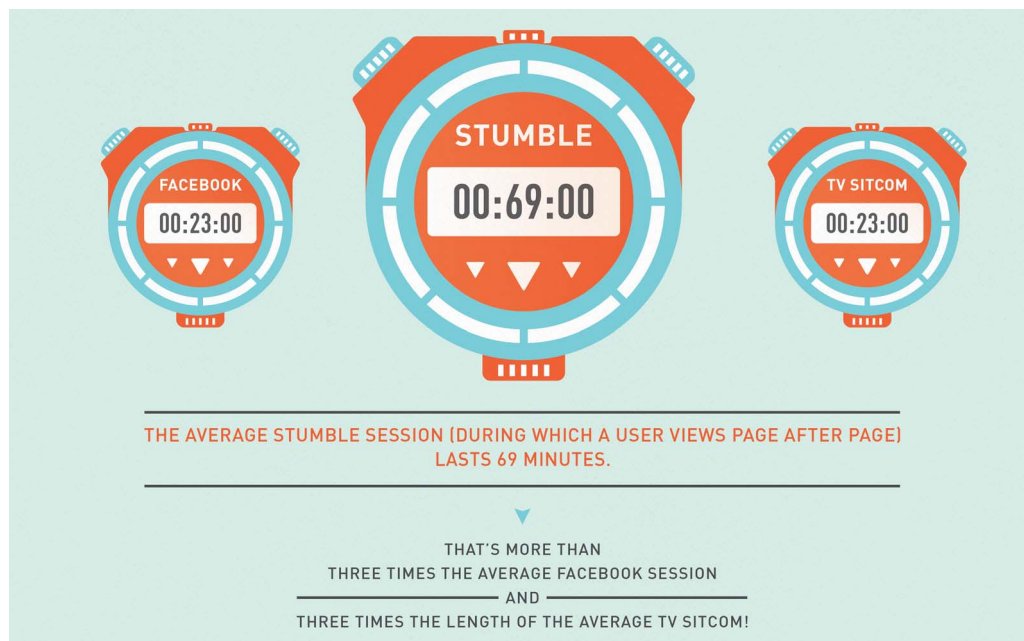 STUMBLE
00:69:00
FACEBOOK
00:23:00
TV SITCOM
00:23:00
THE AVERAGE STUMBLE SESSION (DURING WHICH A USER VIEWS PAGE AFTER PAGE)
LASTS 69 MINUTES.
THAT'S MORE THAN
THREE TIMES THE AVERAGE FACEBOOK SESSION
AND
THREE TIMES THE LENGTH OF THE AVERAGE TV SITCOM!